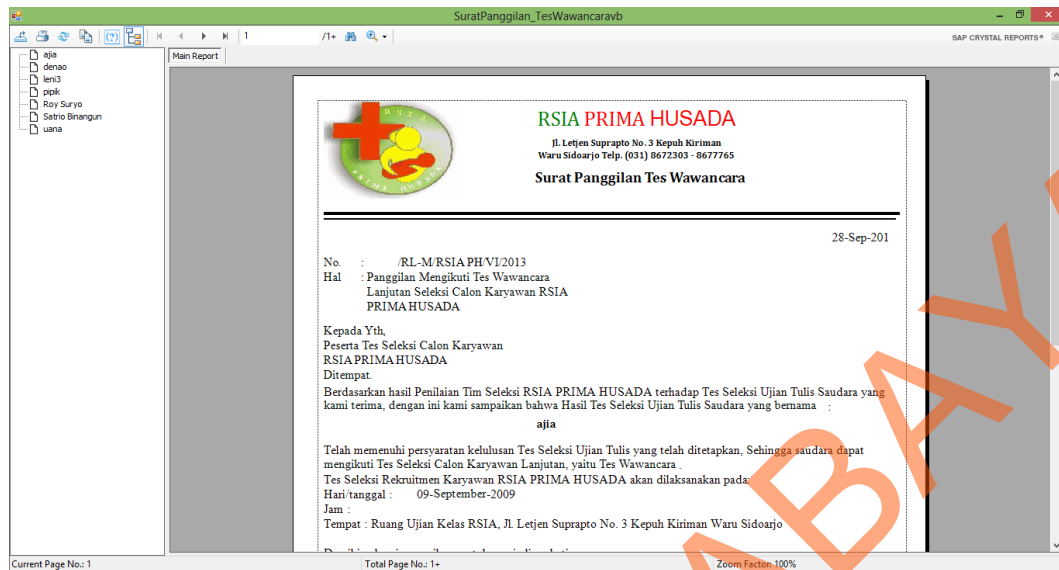 SuratPanggilan_TesWawancaravb
1 /1+
SAP CRYSTAL REPORTS®
Main Report
ajia
denao
leni3
pipik
Roy Suryo
Satrio Binangun
uana
RSTA
PRIMA HUSADA
RSIA PRIMA HUSADA
Jl. Letjen Suprapto No. 3 Kepuh Kiriman
Waru Sidoarjo Telp. (031) 8672303 - 8677765
Surat Panggilan Tes Wawancara
28-Sep-201
No. : /RL-M/RSIA PH/VI/2013
Hal : Panggilan Mengikuti Tes Wawancara
Lanjutan Seleksi Calon Karyawan RSIA
PRIMA HUSADA
Kepada Yth,
Peserta Tes Seleksi Calon Karyawan
RSIA PRIMA HUSADA
Ditempat.
Berdasarkan hasil Penilaian Tim Seleksi RSIA PRIMA HUSADA terhadap Tes Seleksi Ujian Tulis Saudara yang
kami terima, dengan ini kami sampaikan bahwa Hasil Tes Seleksi Ujian Tulis Saudara yang bernama :
ajia
Telah memenuhi persyaratan kelulusan Tes Seleksi Ujian Tulis yang telah ditetapkan, Sehingga saudara dapat
mengikuti Tes Seleksi Calon Karyawan Lanjutan, yaitu Tes Wawancara .
Tes Seleksi Rekruitmen Karyawan RSIA PRIMA HUSADA akan dilaksanakan pada:
Hari/tanggal : 09-September-2009
Jam :
Tempat : Ruang Ujian Kelas RSIA, Jl. Letjen Suprapto No. 3 Kepuh Kiriman Waru Sidoarjo
Current Page No.: 1
Total Page No.: 1+
Zoom Factor: 100%
ABAY